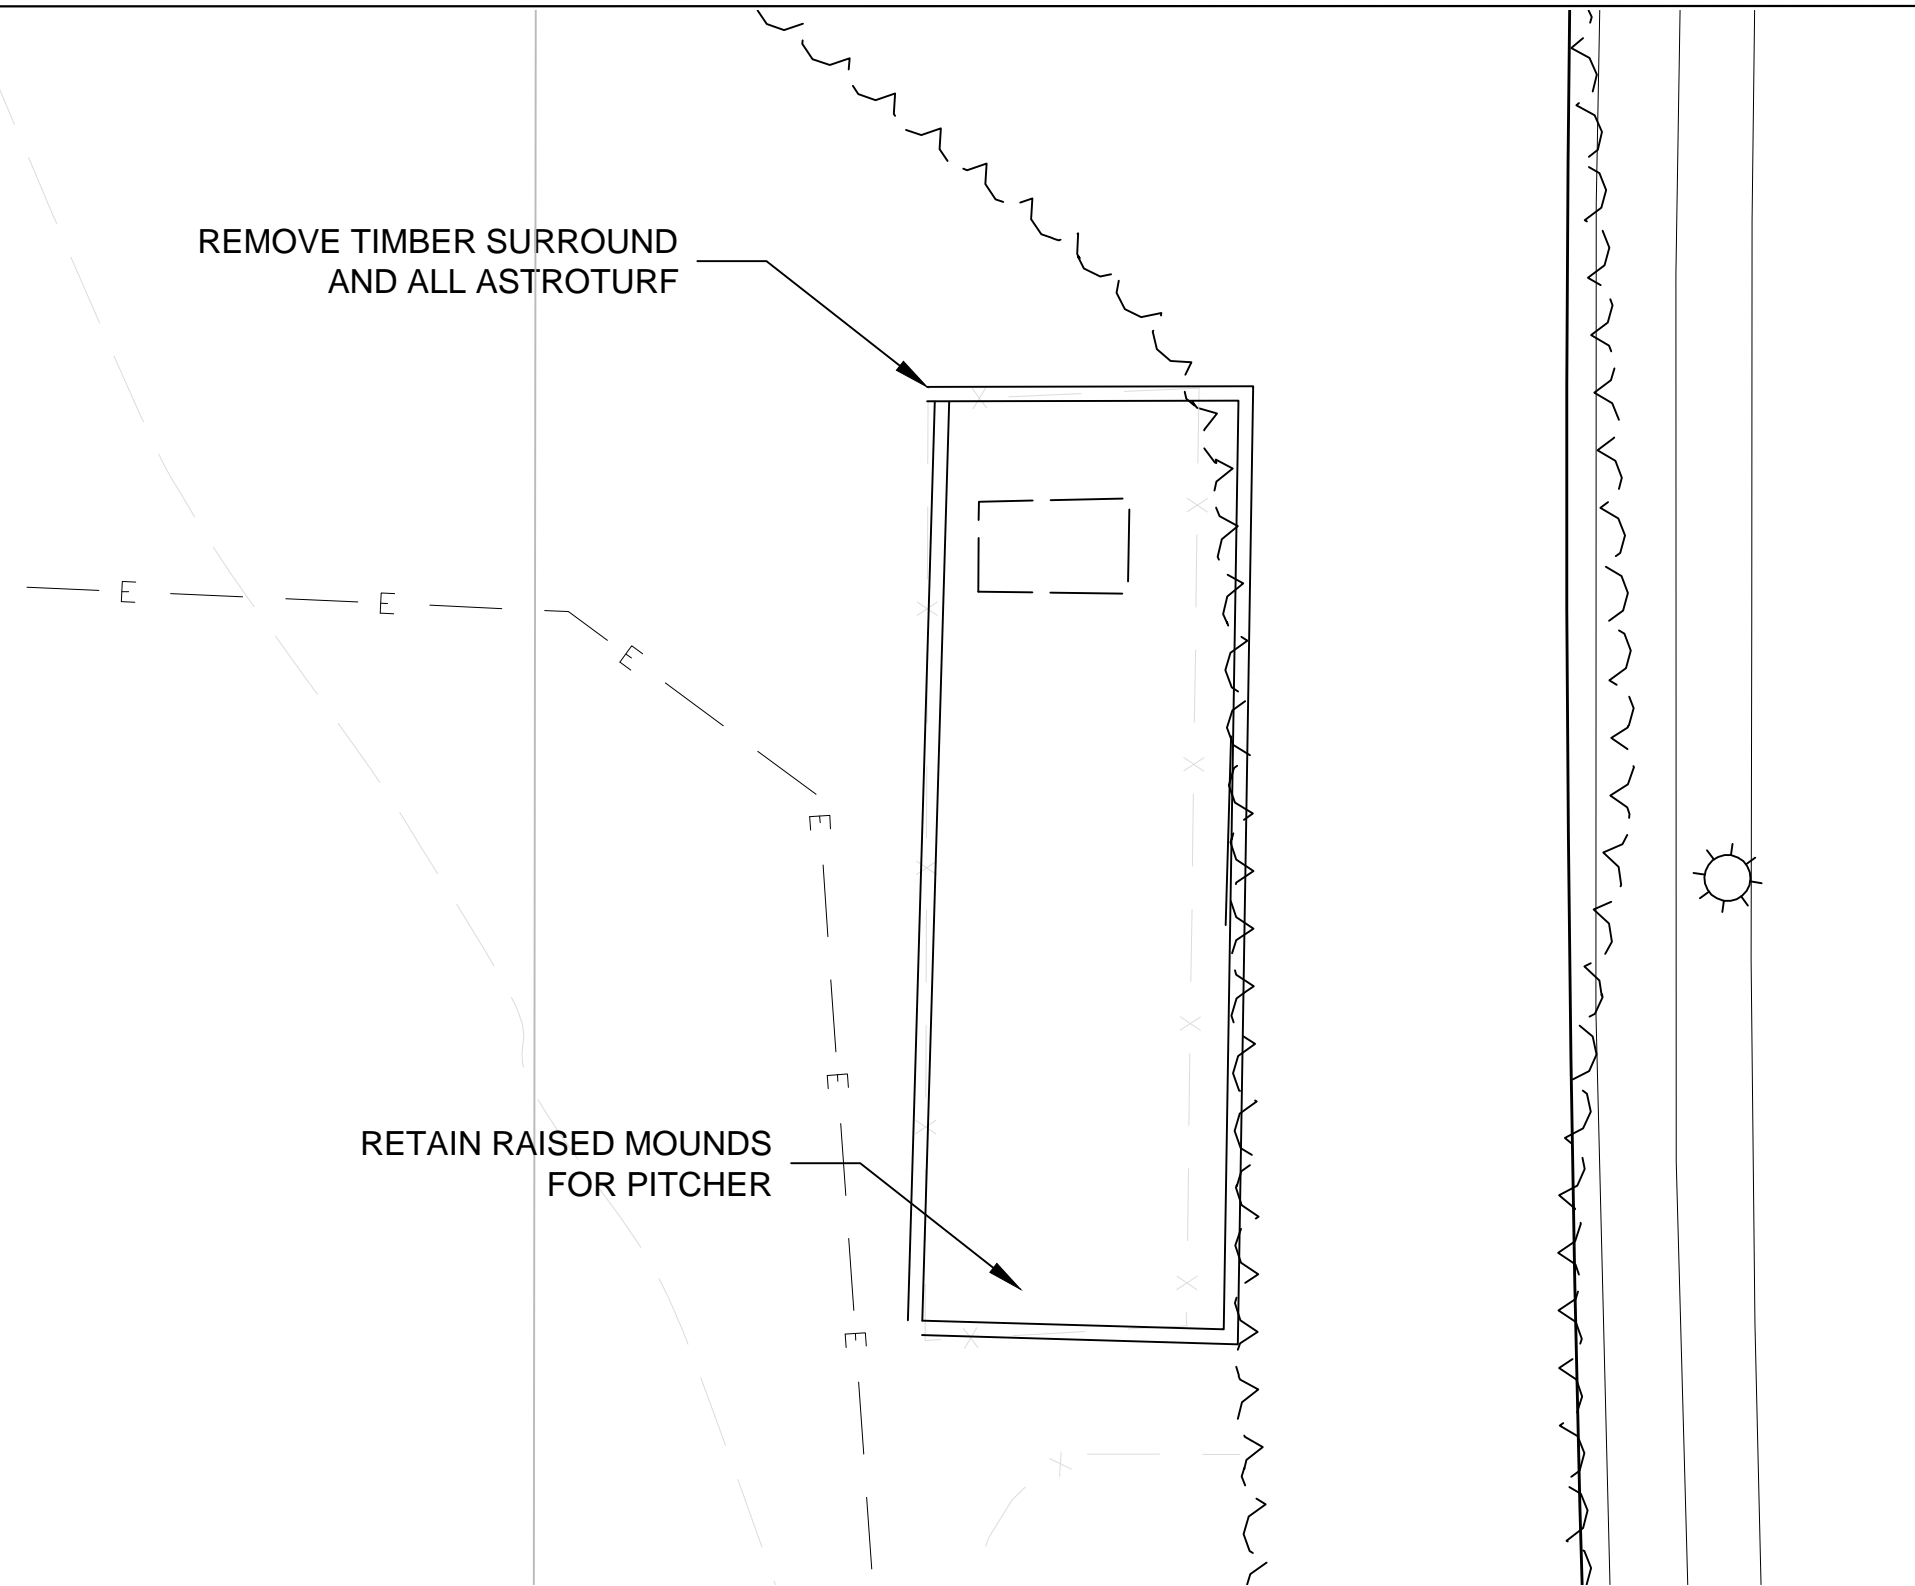 REMOVE TIMBER SURROUND
AND ALL ASTROTURF
E
E
E
E
E
RETAIN RAISED MOUNDS
FOR PITCHER
E